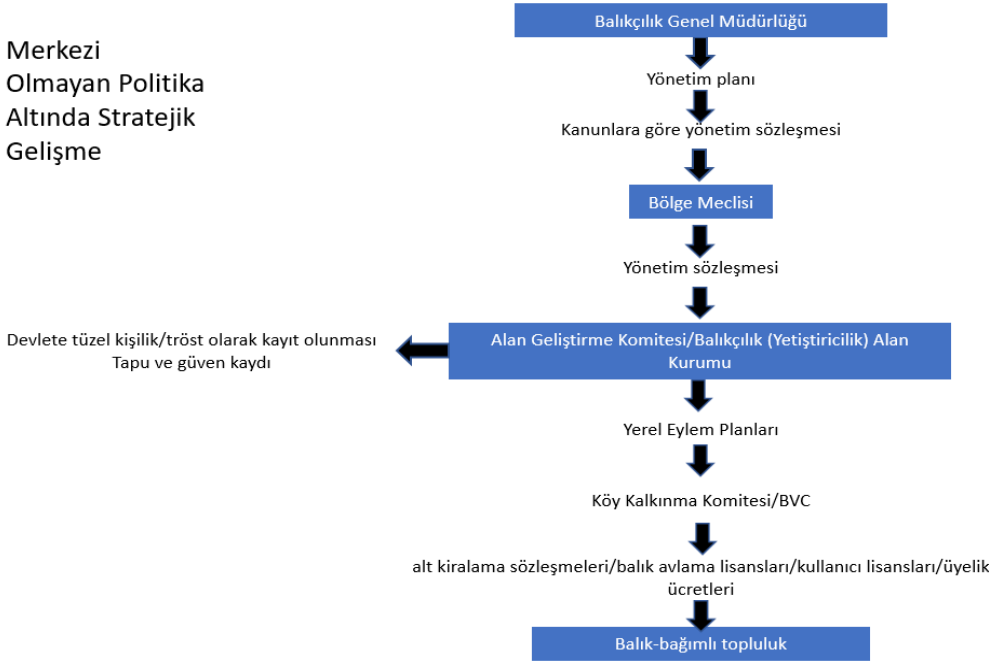 Merkezi
Olmayan Politika
Altında Stratejik
Gelişme
Balıkçılık Genel Müdürlüğü
Yönetim planı
Kanunlara göre yönetim sözleşmesi
Bölge Meclisi
Yönetim sözleşmesi
Devlete tüzel kişilik/tröst olarak kayıt olunması
Tapu ve güven kaydı
Alan Geliştirme Komitesi/Balıkçılık (Yetiştiricilik) Alan
Kurumu
Yerel Eylem Planları
Köy Kalkınma Komitesi/BVC
alt kiralama sözleşmeleri/balık avlama lisansları/kullanıcı lisansları/üyelik
ücretleri
Balık-bağımlı topluluk